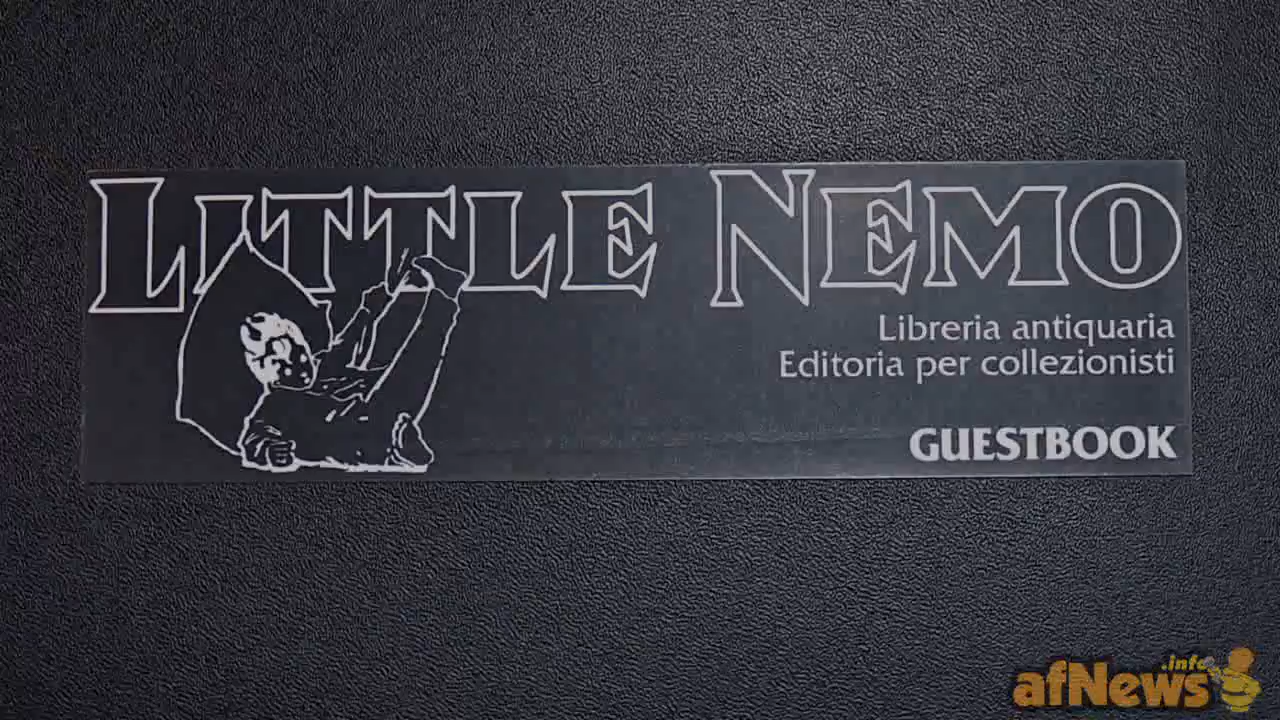 LITTLE NEMO
Libreria antiquaria
Editoria per collezionisti
GUESTBOOK
afNews.info